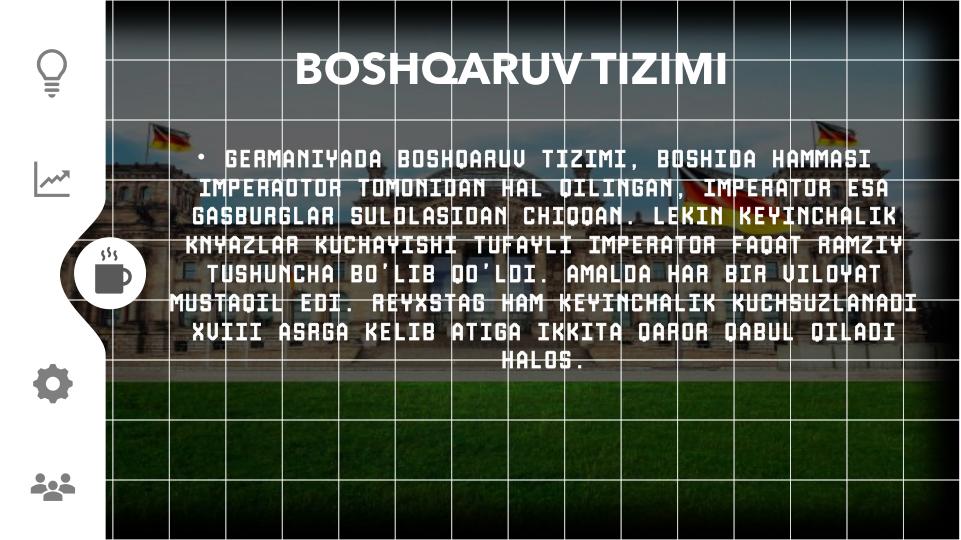 BOSHQARUV TIZIMI
• GERMANIYADA BOSHQARUV TIZIMI, BOSHIDA HAMMASI
IMPERAOTOR TOMONIDAN HAL QILINGAN, IMPERATOR ESA
GASBURGLAR SULOLASIDAN CHIQQAN. LEKIN KEYINCHALIK
KNYAZLAR KUCHAYISHI TUFAYLI IMPERATOR FAQAT RAMZIY
TUSHUNCHA BO'LIB QO'LDI. AMALDA HAR BIR VILOYAT
MUSTAQIL EDI. REYXSTAG HAM KEYINCHALIK KUCHSUZLANADI
XVIII ASRGA KELIB ATIGA IKKITA QAROR QABUL QILADI
HALOS.